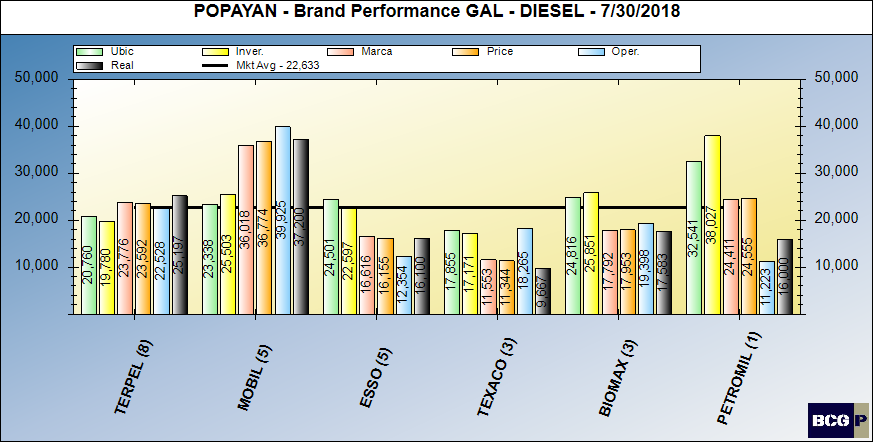 POPAYAN - Brand Performance GAL - DIESEL - 7/30/2018
Ubic Inver. Marca Price Oper.
Real Mkt Avg - 22,633
50,000 50,000
40,000 40,000
30,000 30,000
20,000 20,000
10,000 10,000
20,760 19,780 23,776 23,592 22,528 25,197
23,338 25,503 36,018 36,774 39,925 37,200
24,501 22,597 16,616 16,155 12,354 16,100
17,855 17,171 11,553 11,344 18,265 9,667
24,816 25,851 17,792 17,953 19,398 17,583
32,541 38,027 24,411 24,555 11,223 16,000
TERPEL (8)
MOBIL (5)
ESSO (5)
TEXACO (3)
BIOMAX (3)
PETROMIL (1)
BCG P